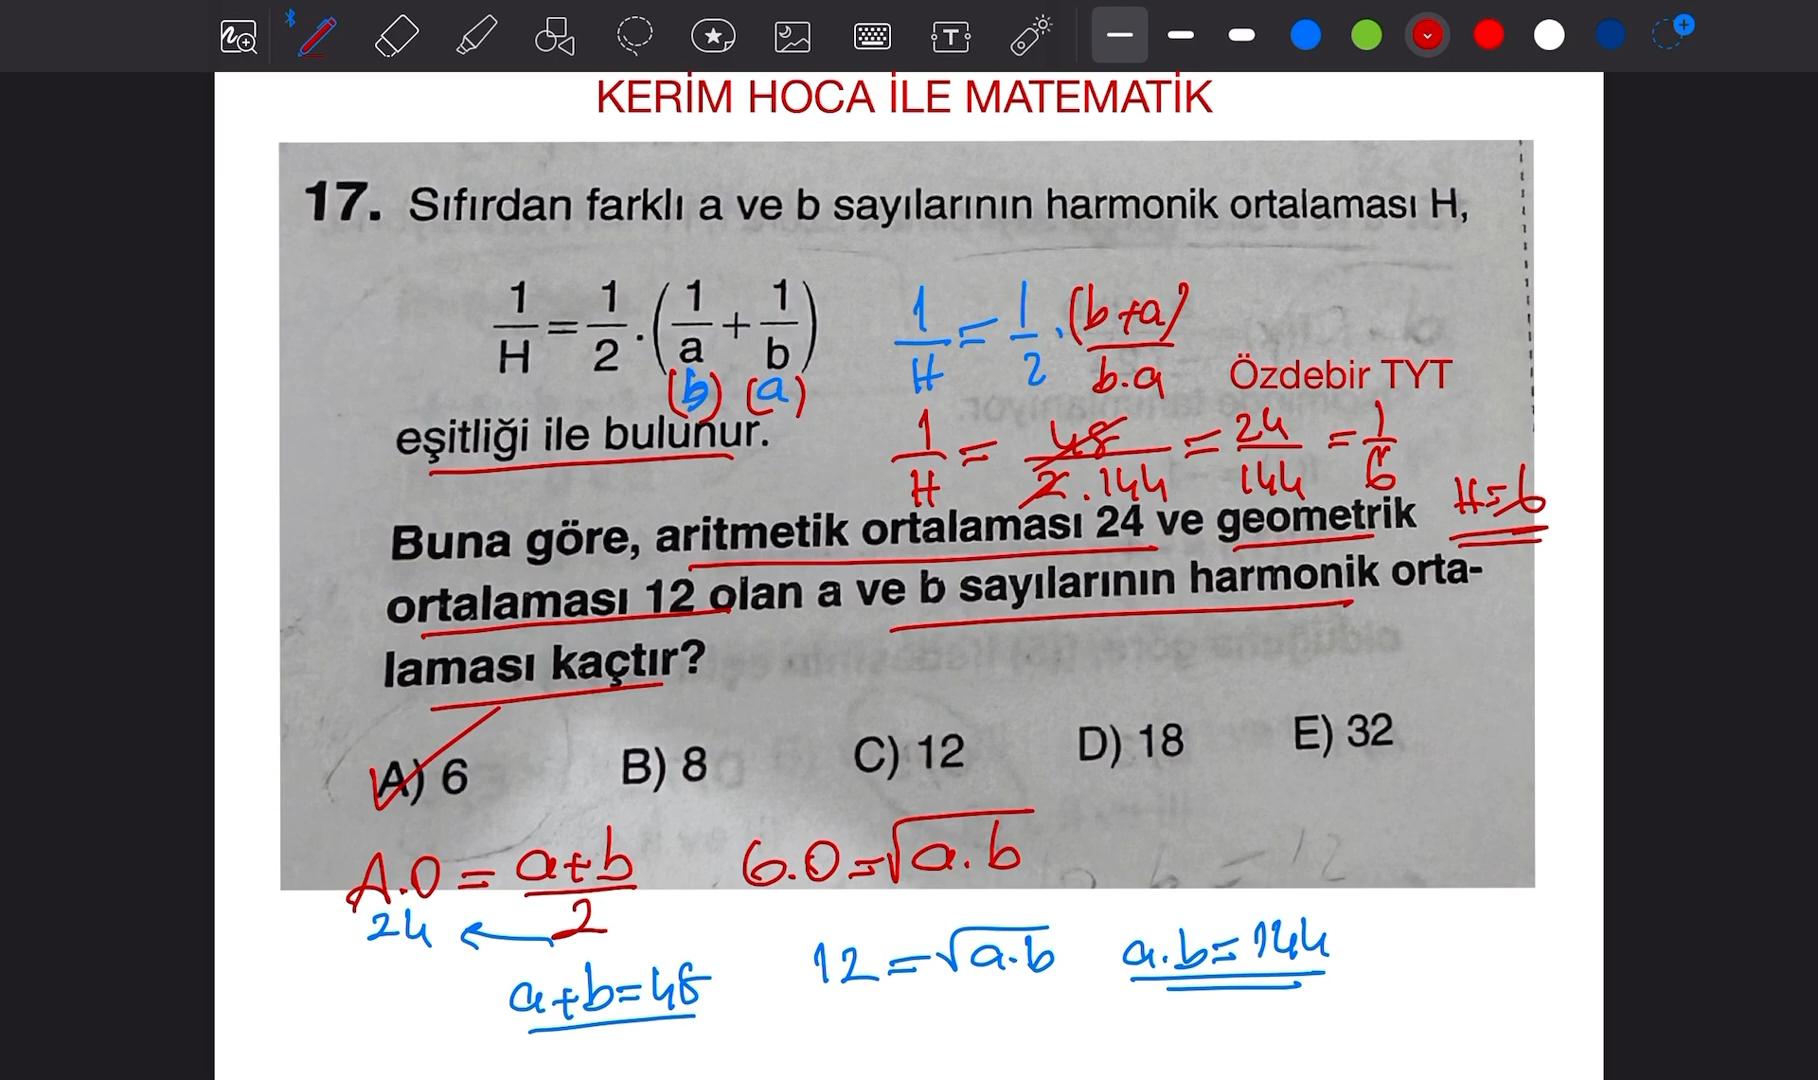 KERİM HOCA İLE MATEMATİK
17. Sıfırdan farklı a ve b sayılarının harmonik ortalaması H,
1/H = 1/2 . (1/a + 1/b)
(b) (a)
1/H = 1/2 . (b+a)/b.a
Özdebir TYT
eşitliği ile bulunur.
1/H = 48/2.144 = 24/144 = 1/6
H=6
Buna göre, aritmetik ortalaması 24 ve geometrik
ortalaması 12 olan a ve b sayılarının harmonik orta-
laması kaçtır?
A) 6 B) 8 C) 12 D) 18 E) 32
A.O = a+b/2 G.O = √a.b
24
a+b=48
12 = √a.b a.b=144